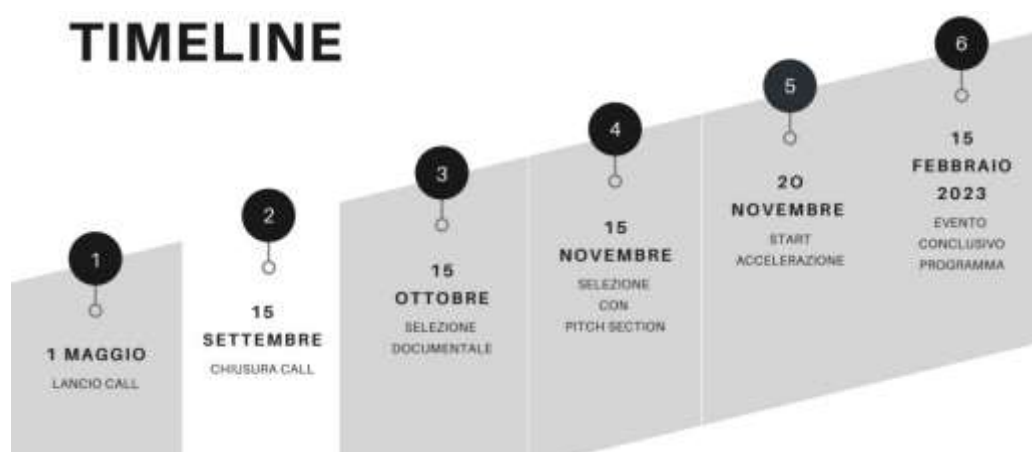 TIMELINE
1
1 MAGGIO
LANCIO CALL
2
15
SETTEMBRE
CHIUSURA CALL
3
15
OTTOBRE
SELEZIONE
DOCUMENTALE
4
15
NOVEMBRE
SELEZIONE
CON
PITCH SECTION
5
20
NOVEMBRE
START
ACCELERAZIONE
6
15
FEBBRAIO
2023
EVENTO
CONCLUSIVO
PROGRAMMA